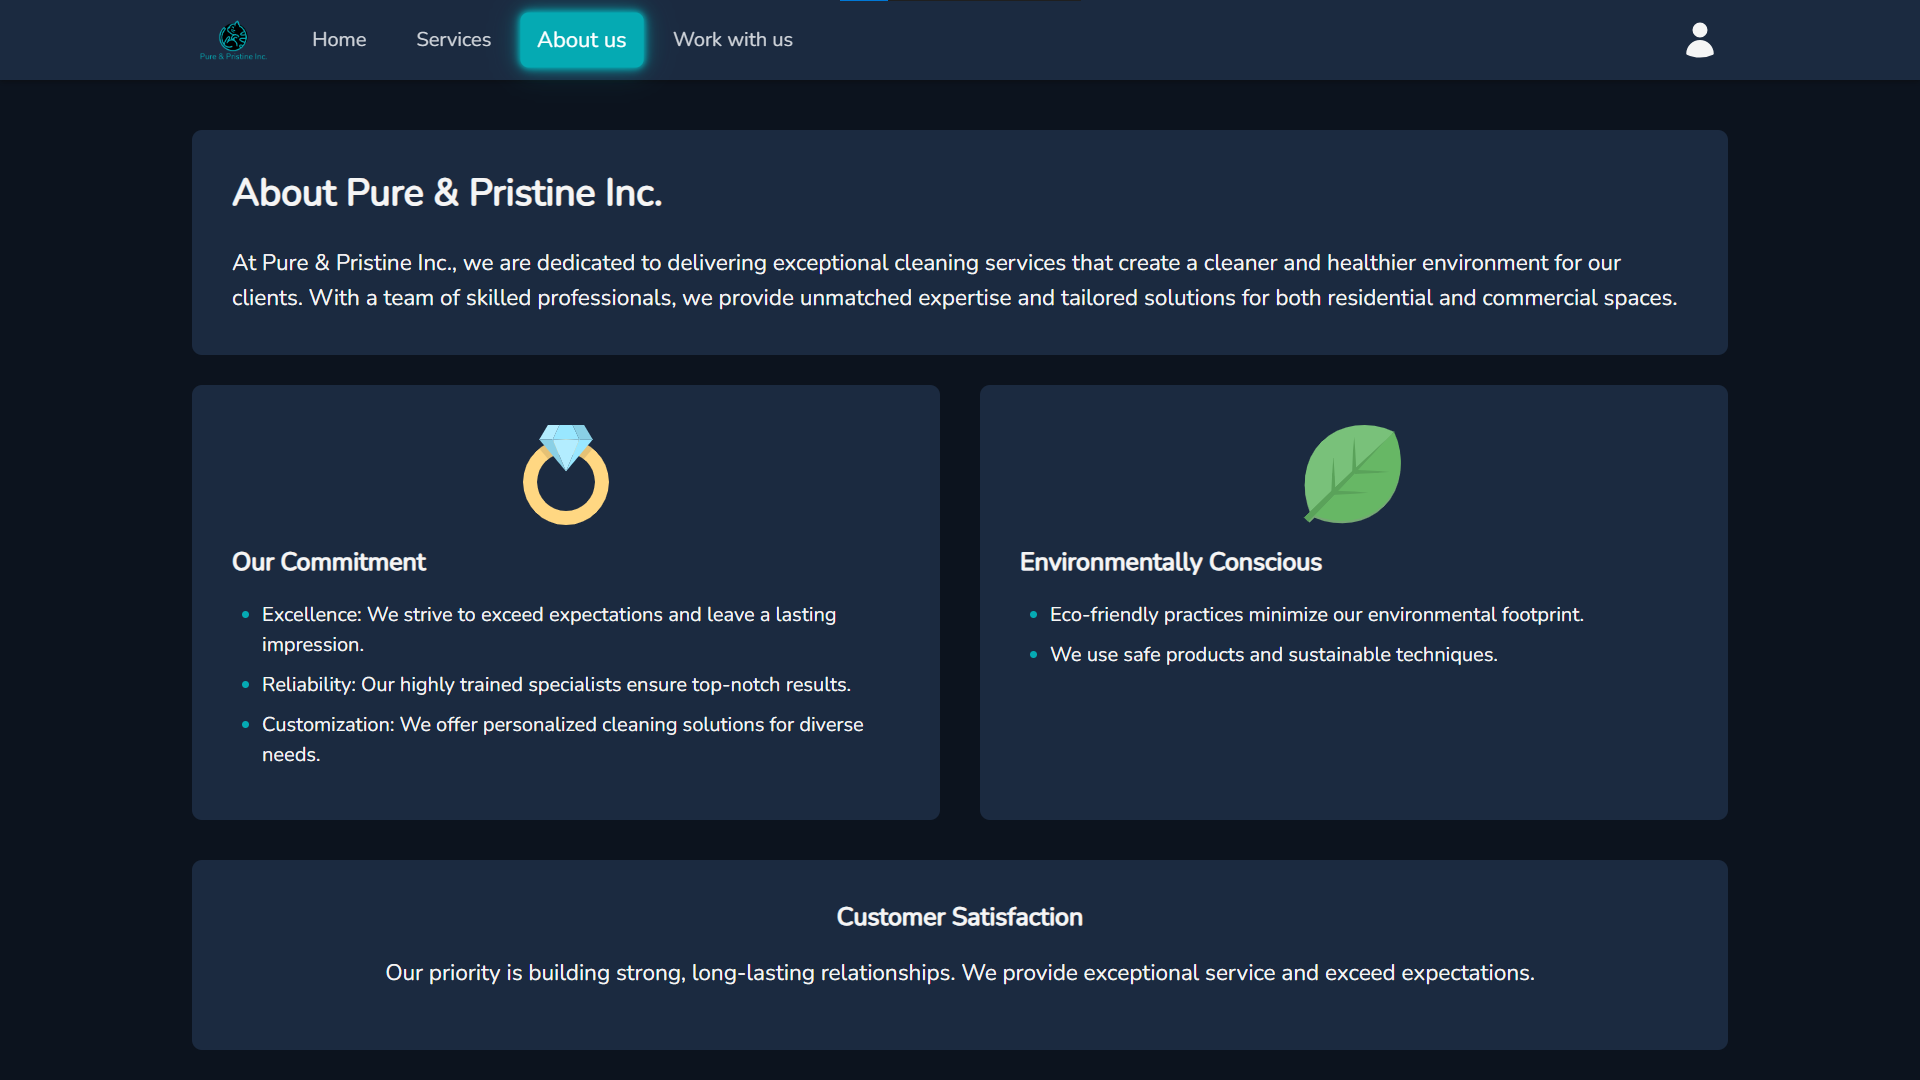 Pure & Pristine Inc.
Home
Services
About us
Work with us
About Pure & Pristine Inc.
At Pure & Pristine Inc., we are dedicated to delivering exceptional cleaning services that create a cleaner and healthier environment for our
clients. With a team of skilled professionals, we provide unmatched expertise and tailored solutions for both residential and commercial spaces.
Our Commitment
Excellence: We strive to exceed expectations and leave a lasting
impression.
Reliability: Our highly trained specialists ensure top-notch results.
Customization: We offer personalized cleaning solutions for diverse
needs.
Environmentally Conscious
Eco-friendly practices minimize our environmental footprint.
We use safe products and sustainable techniques.
Customer Satisfaction
Our priority is building strong, long-lasting relationships. We provide exceptional service and exceed expectations.